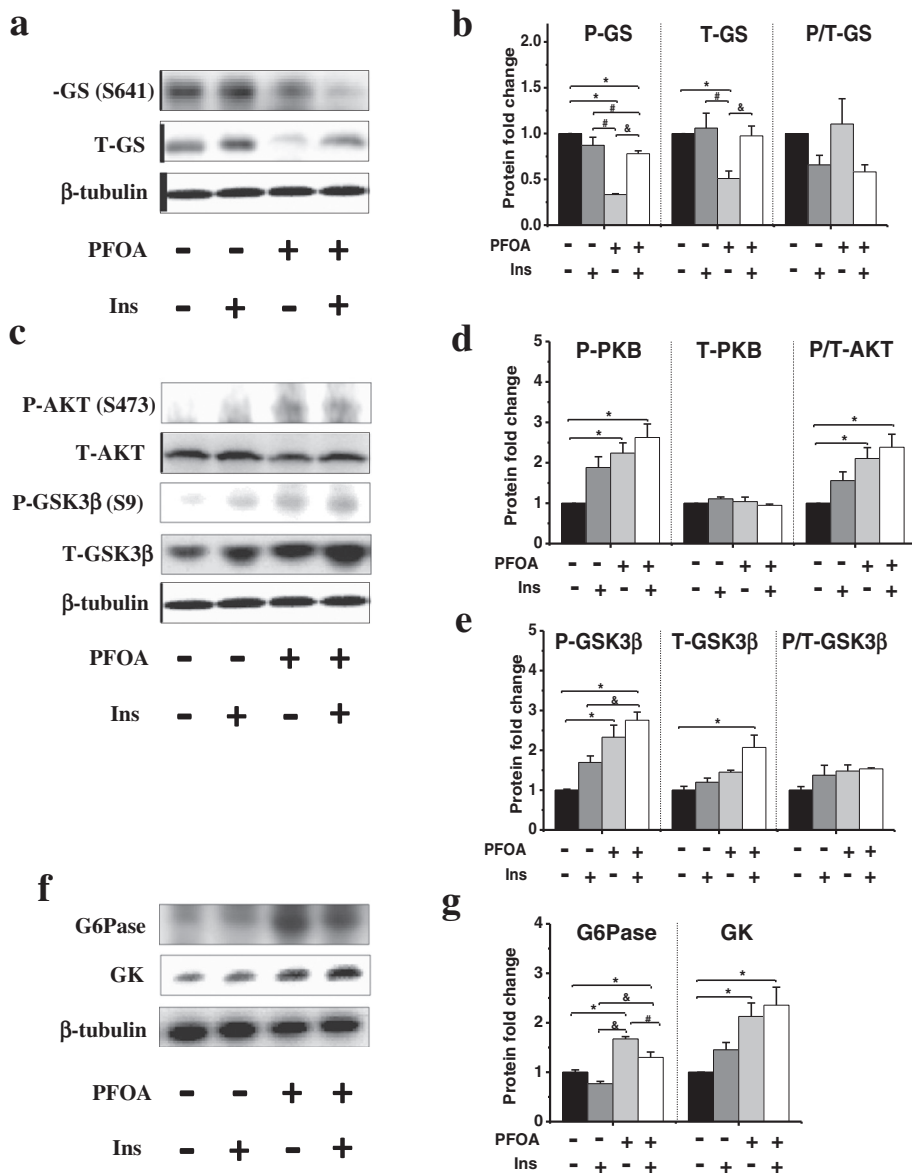 a
-GS (S641)
T-GS
β-tubulin
PFOA - - + +
Ins - + - +
b
P-GS T-GS P/T-GS
Protein fold change
2.0
1.5
1.0
0.5
0.0
* * # # &
* # &
PFOA - - + + - - + + - - + +
Ins - + - + - + - + - + - +
c
P-AKT (S473)
T-AKT
P-GSK3β (S9)
T-GSK3β
β-tubulin
PFOA - - + +
Ins - + - +
d
P-PKB T-PKB P/T-AKT
Protein fold change
5
4
3
2
1
0
* *
* *
PFOA - - + + - - + + - - + +
Ins - + - + - + - + - + - +
e
P-GSK3β T-GSK3β P/T-GSK3β
Protein fold change
5
4
3
2
1
0
* & *
*
PFOA - - + + - - + + - - + +
Ins - + - + - + - + - + - +
f
G6Pase
GK
β-tubulin
PFOA - - + +
Ins - + - +
g
G6Pase GK
Protein fold change
4
3
2
1
0
* & * & #
* *
PFOA - - + + - - + +
Ins - + - + - + - +